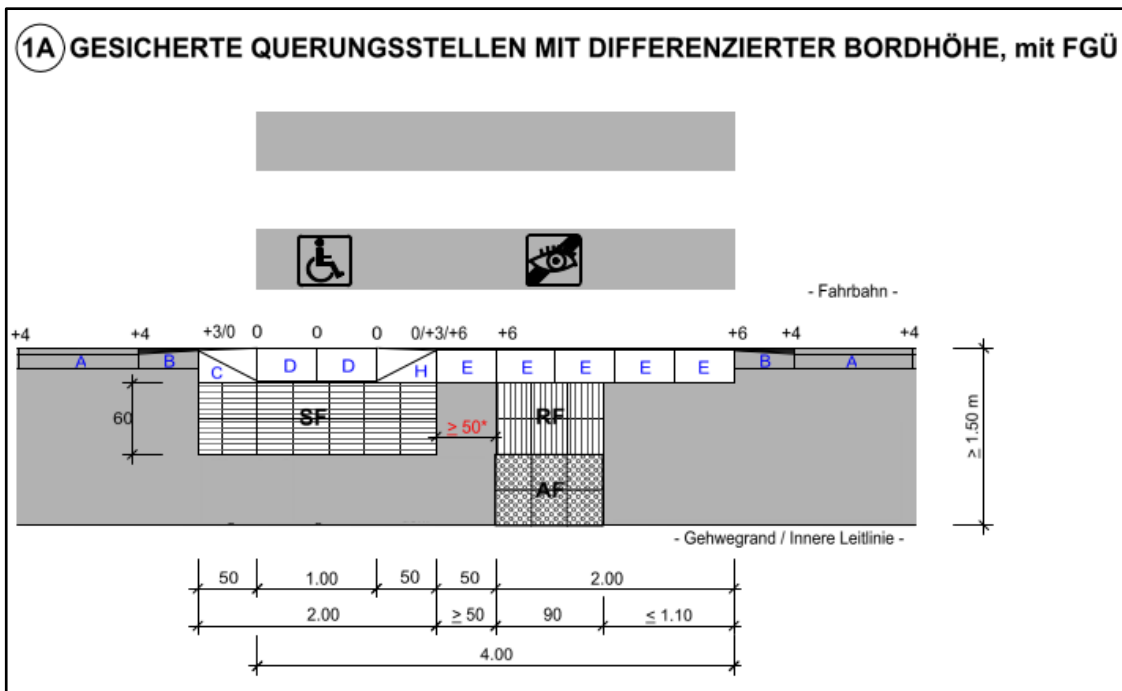 1A GESICHERTE QUERUNGSSTELLEN MIT DIFFERENZIERTER BORDHÖHE, mit FGÜ
- Fahrbahn -
+4 +4 +3/0 0 0 0 0/+3/+6 +6 +6 +4 +4
A B C D D H E E E E E B A
60 SF ≥ 50* RF ≥ 1.50 m
AF
- Gehwegrand / Innere Leitlinie -
50 1.00 50 50 2.00
2.00 ≥ 50 90 ≤ 1.10
4.00